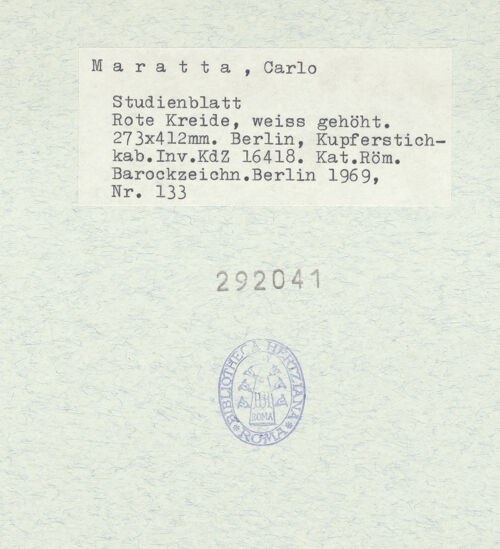 M a r a t t a , Carlo
Studienblatt
Rote Kreide, weiss gehöht.
273x412mm. Berlin, Kupferstich-
kab.Inv.KdZ 16418. Kat.Röm.
Barockzeichn.Berlin 1969,
Nr. 133
292041
BIBLIOTHECA HERTZIANA
ROMA
ROMA